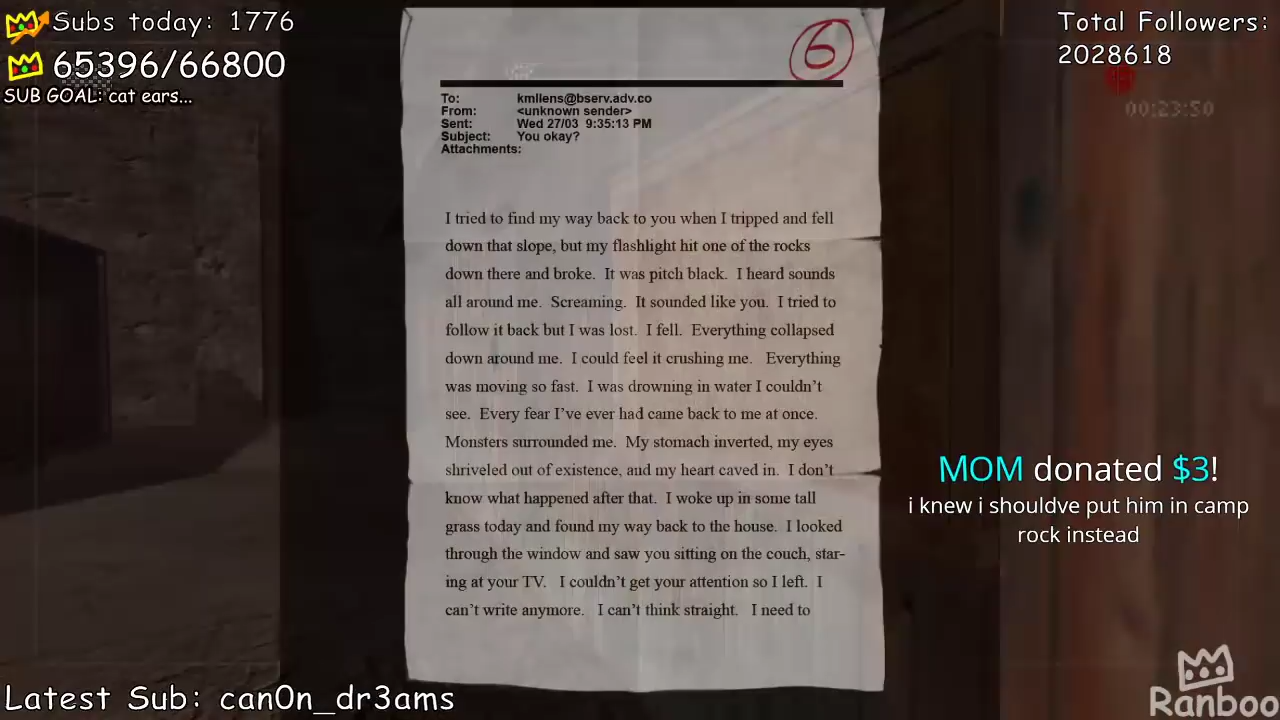 Subs today: 1776
65396/66800
SUB GOAL: cat ears...
Total Followers:
2028618
00:23:50
6
To: kmllens@bserv.adv.co
From: <unknown sender>
Sent: Wed 27/03 9:35:13 PM
Subject: You okay?
Attachments:
I tried to find my way back to you when I tripped and fell
down that slope, but my flashlight hit one of the rocks
down there and broke. It was pitch black. I heard sounds
all around me. Screaming. It sounded like you. I tried to
follow it back but I was lost. I fell. Everything collapsed
down around me. I could feel it crushing me. Everything
was moving so fast. I was drowning in water I couldn't
see. Every fear I've ever had came back to me at once.
Monsters surrounded me. My stomach inverted, my eyes
shriveled out of existence, and my heart caved in. I don't
know what happened after that. I woke up in some tall
grass today and found my way back to the house. I looked
through the window and saw you sitting on the couch, star-
ing at your TV. I couldn't get your attention so I left. I
can't write anymore. I can't think straight. I need to
MOM donated $3!
i knew i shouldve put him in camp
rock instead
Latest Sub: can0n_dr3ams
Ranboo